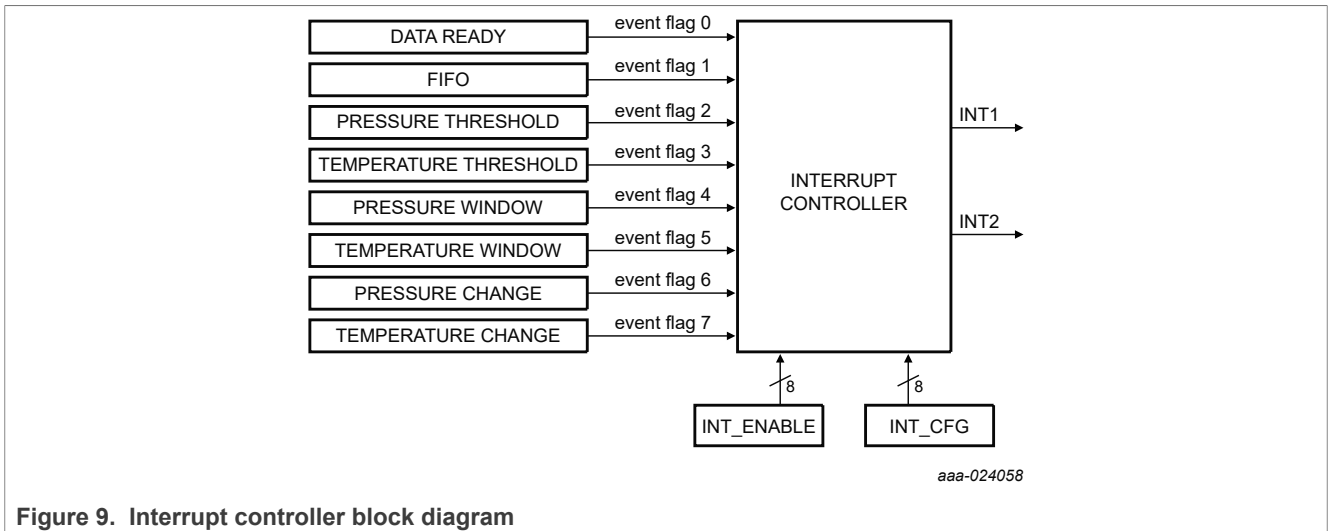 DATA READY
event flag 0
FIFO
event flag 1
PRESSURE THRESHOLD
event flag 2
TEMPERATURE THRESHOLD
event flag 3
PRESSURE WINDOW
event flag 4
TEMPERATURE WINDOW
event flag 5
PRESSURE CHANGE
event flag 6
TEMPERATURE CHANGE
event flag 7
INTERRUPT
CONTROLLER
INT1
INT2
8
8
INT_ENABLE
INT_CFG
aaa-024058
Figure 9. Interrupt controller block diagram